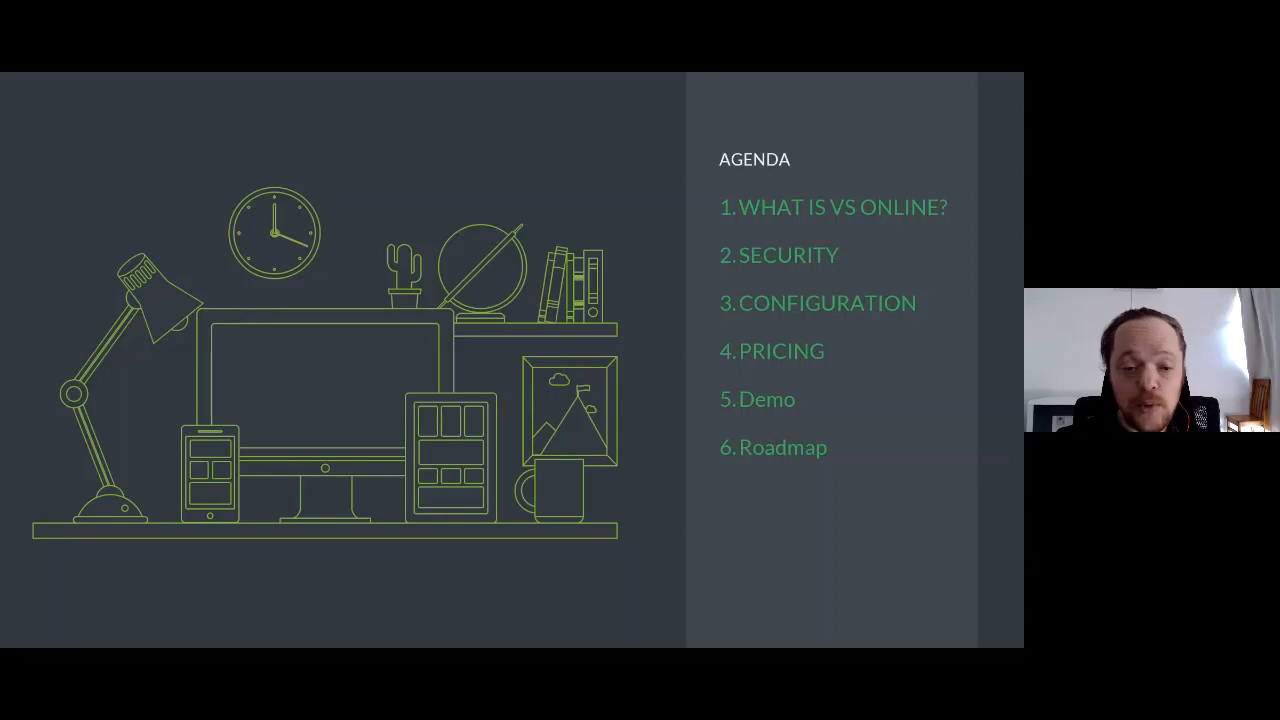 AGENDA
1. WHAT IS VS ONLINE?
2. SECURITY
3. CONFIGURATION
4. PRICING
5. Demo
6. Roadmap